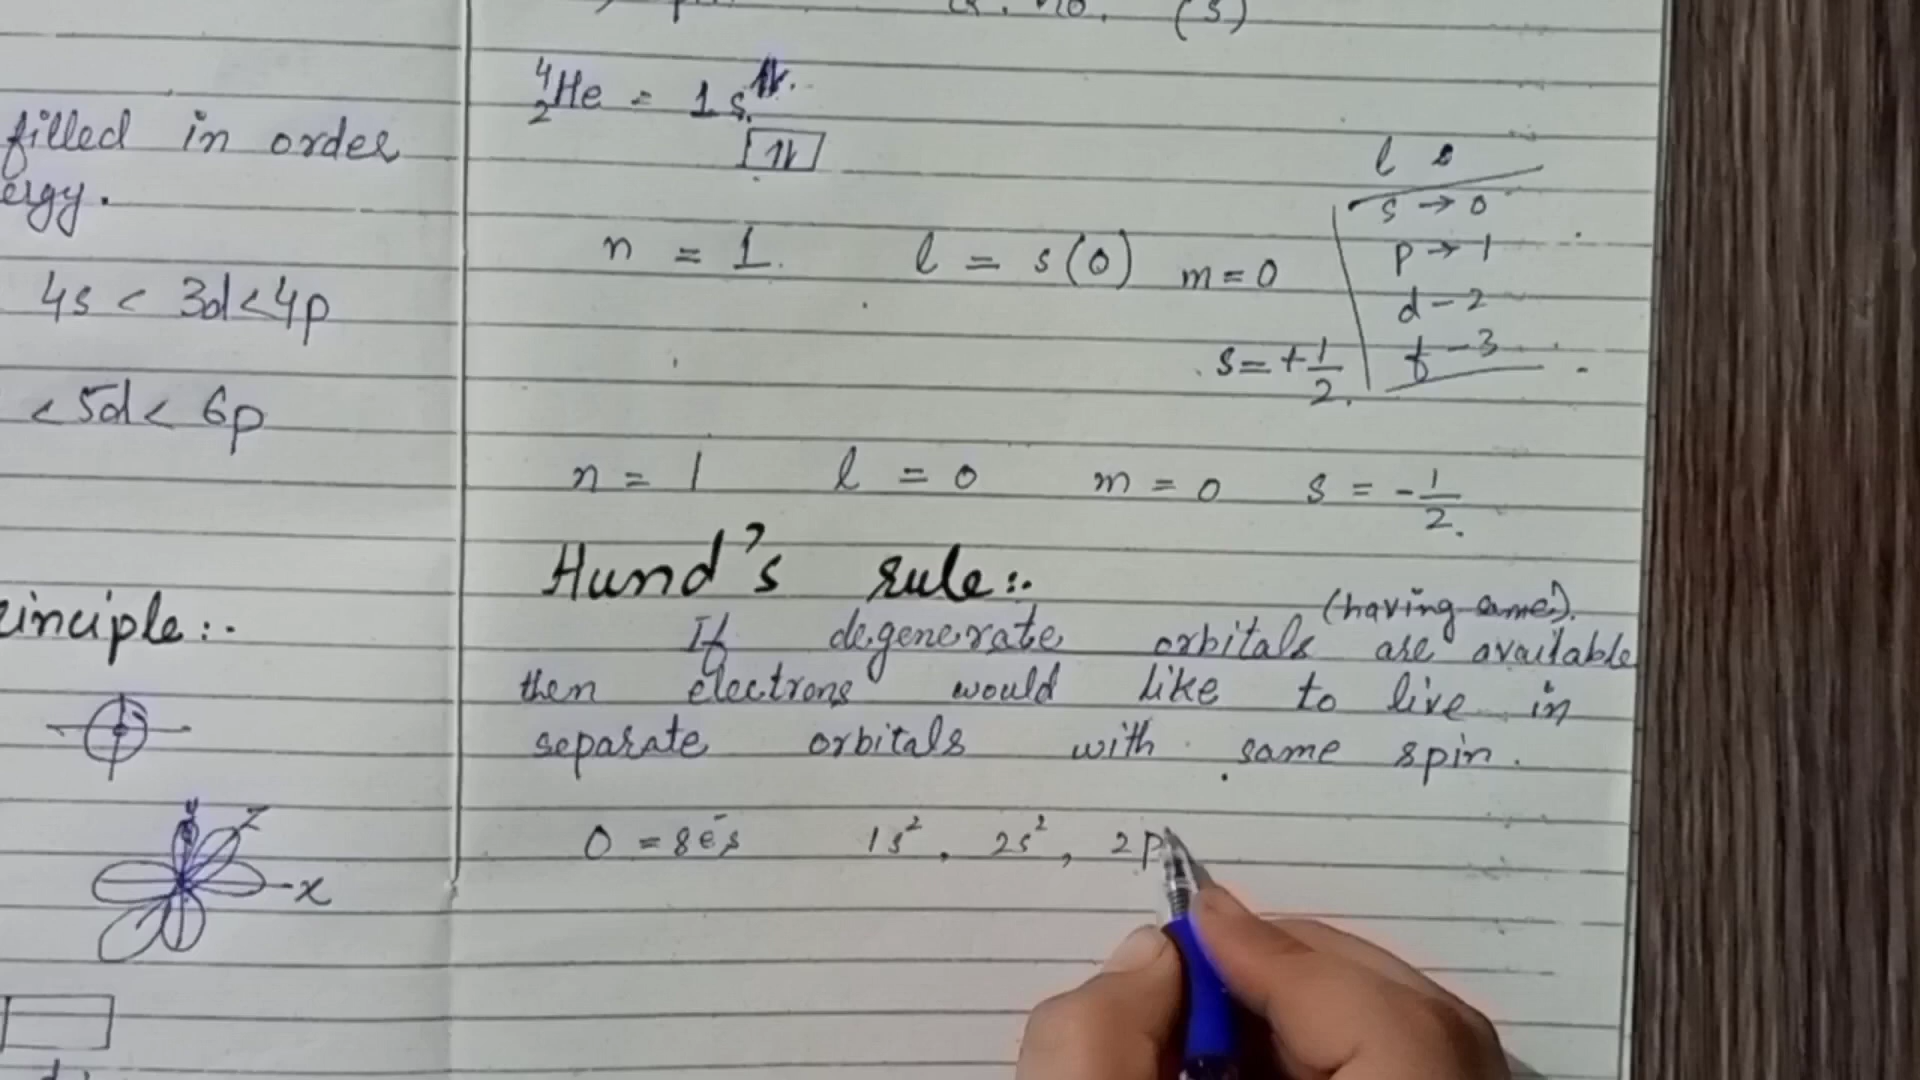 filled in order
ergy.
4s < 3d < 4p
< 5d < 6p
rinciple :-
y
z
x
Q. no. (s)
⁴₂He = 1s
n = 1. l = s(0) m = 0
s = +1/2.
l
s → 0
p → 1
d - 2
f - 3
n = 1 l = 0 m = 0 s = -1/2.
Hund's rule :-
(having same).
If degenerate orbitals are available
then electrons would like to live in
separate orbitals with same spin.
O = 8e⁻s 1s², 2s², 2p